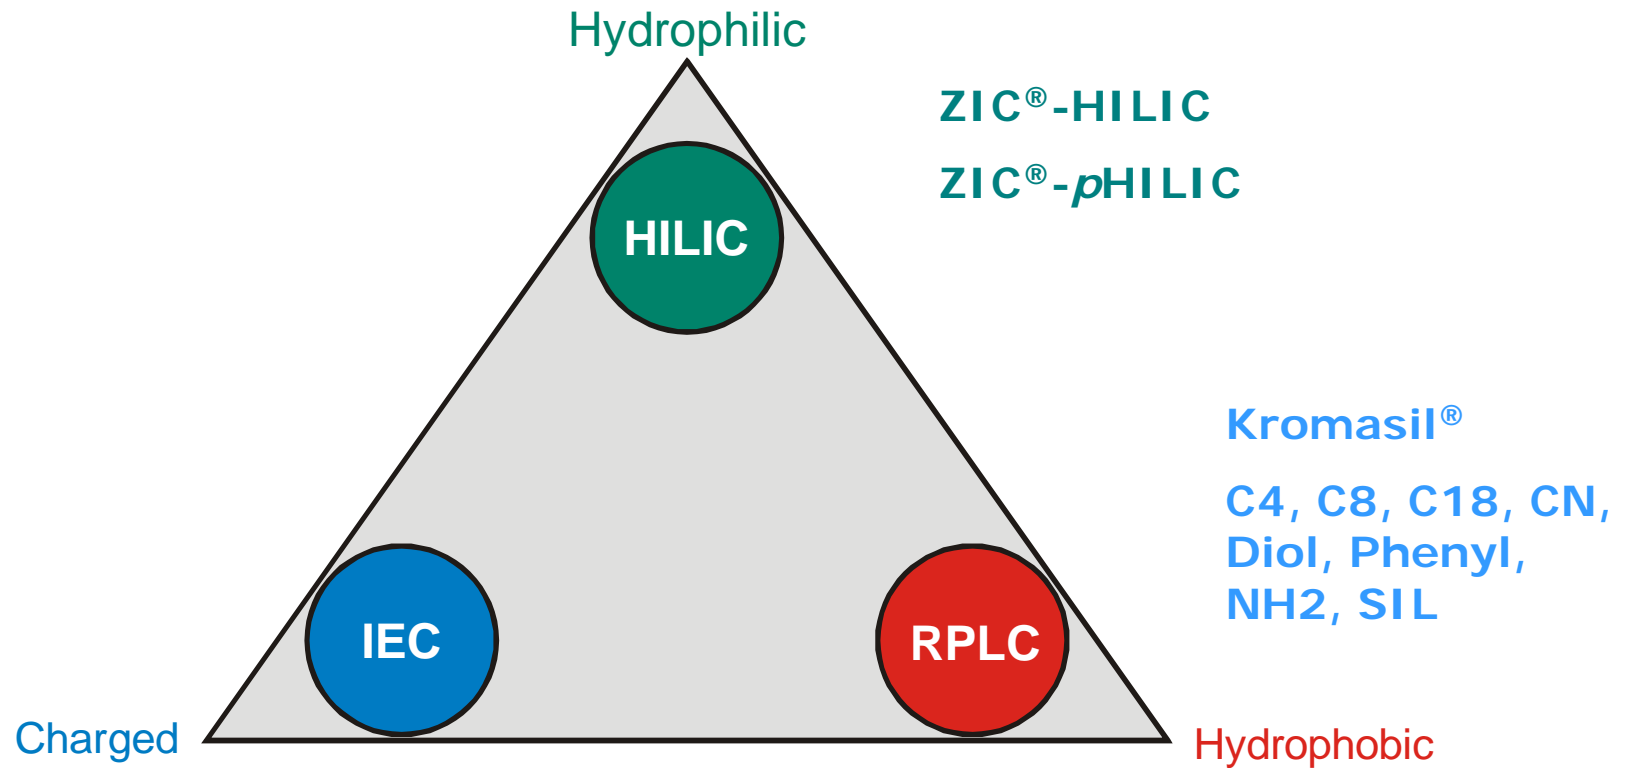 Hydrophilic
ZIC®-HILIC
ZIC®-pHILIC
HILIC
Kromasil®
C4, C8, C18, CN,
Diol, Phenyl,
NH2, SIL
IEC
RPLC
Charged
Hydrophobic